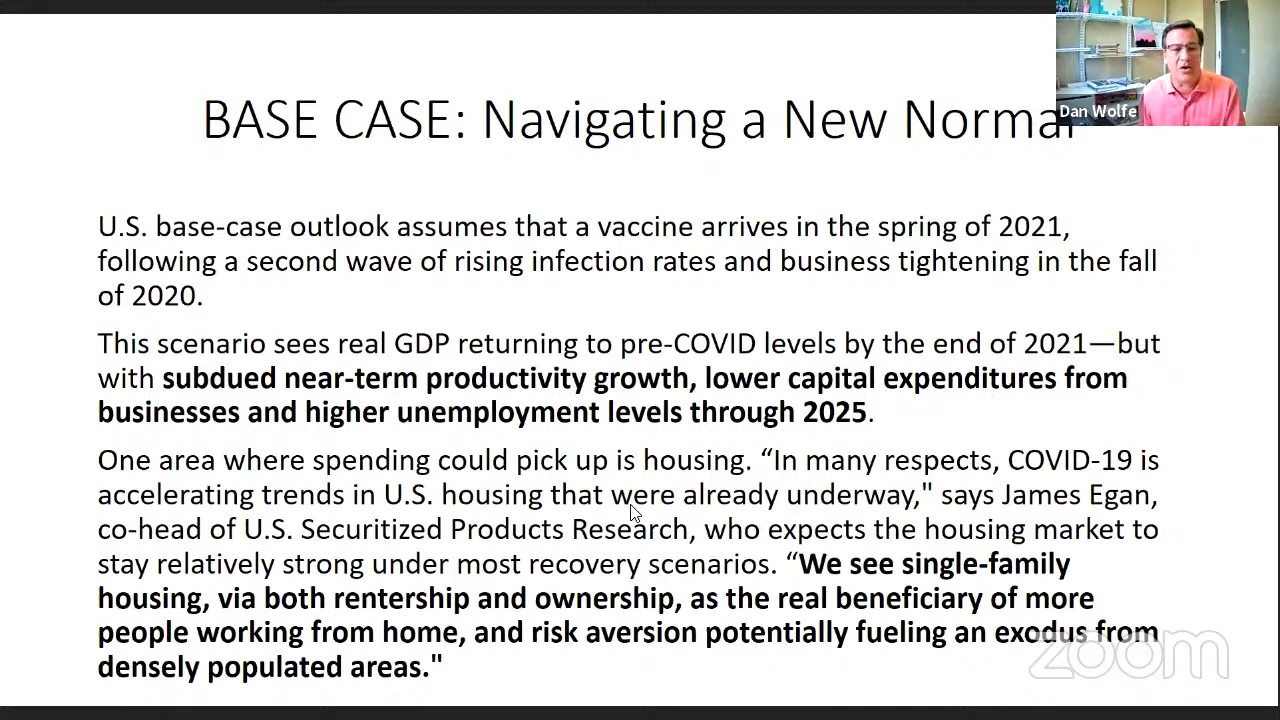 BASE CASE: Navigating a New Normal
Dan Wolfe
U.S. base-case outlook assumes that a vaccine arrives in the spring of 2021,
following a second wave of rising infection rates and business tightening in the fall
of 2020.
This scenario sees real GDP returning to pre-COVID levels by the end of 2021—but
with subdued near-term productivity growth, lower capital expenditures from
businesses and higher unemployment levels through 2025.
One area where spending could pick up is housing. “In many respects, COVID-19 is
accelerating trends in U.S. housing that were already underway," says James Egan,
co-head of U.S. Securitized Products Research, who expects the housing market to
stay relatively strong under most recovery scenarios. “We see single-family
housing, via both rentership and ownership, as the real beneficiary of more
people working from home, and risk aversion potentially fueling an exodus from
densely populated areas."
zoom